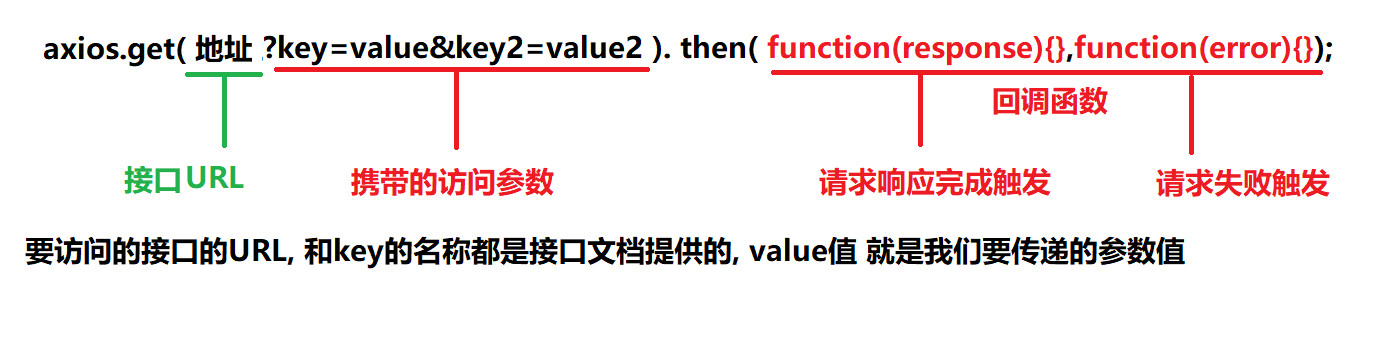 axios.get( 地址 ?key=value&key2=value2 ). then( function(response){},function(error){});
回调函数
接口 URL 携带的访问参数 请求响应完成触发 请求失败触发
要访问的接口的URL, 和key的名称都是接口文档提供的, value值 就是我们要传递的参数值